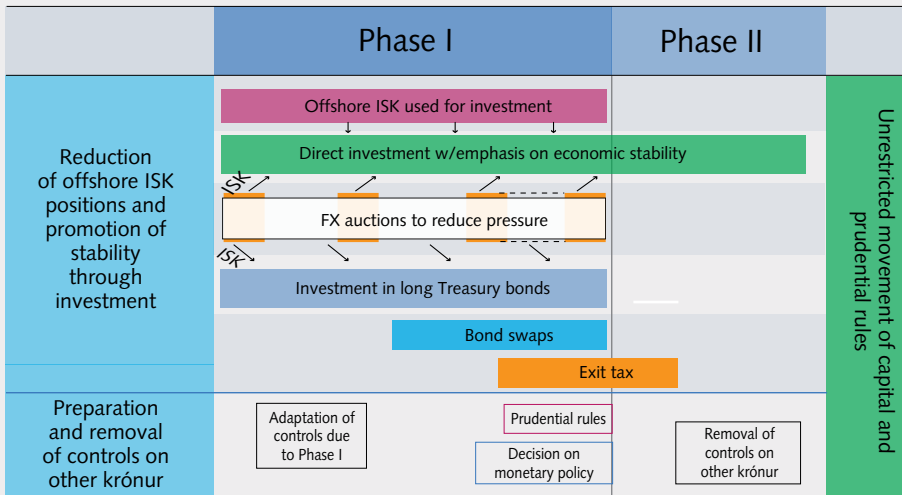 Phase I
Phase II
Reduction
of offshore ISK
positions and
promotion of
stability
through
investment
Offshore ISK used for investment
Direct investment w/emphasis on economic stability
ISK
FX auctions to reduce pressure
ISK
Investment in long Treasury bonds
Bond swaps
Exit tax
Preparation
and removal
of controls on
other krónur
Adaptation of
controls due
to Phase I
Prudential rules
Decision on
monetary policy
Removal of
controls on
other krónur
Unrestricted movement of capital and
prudential rules